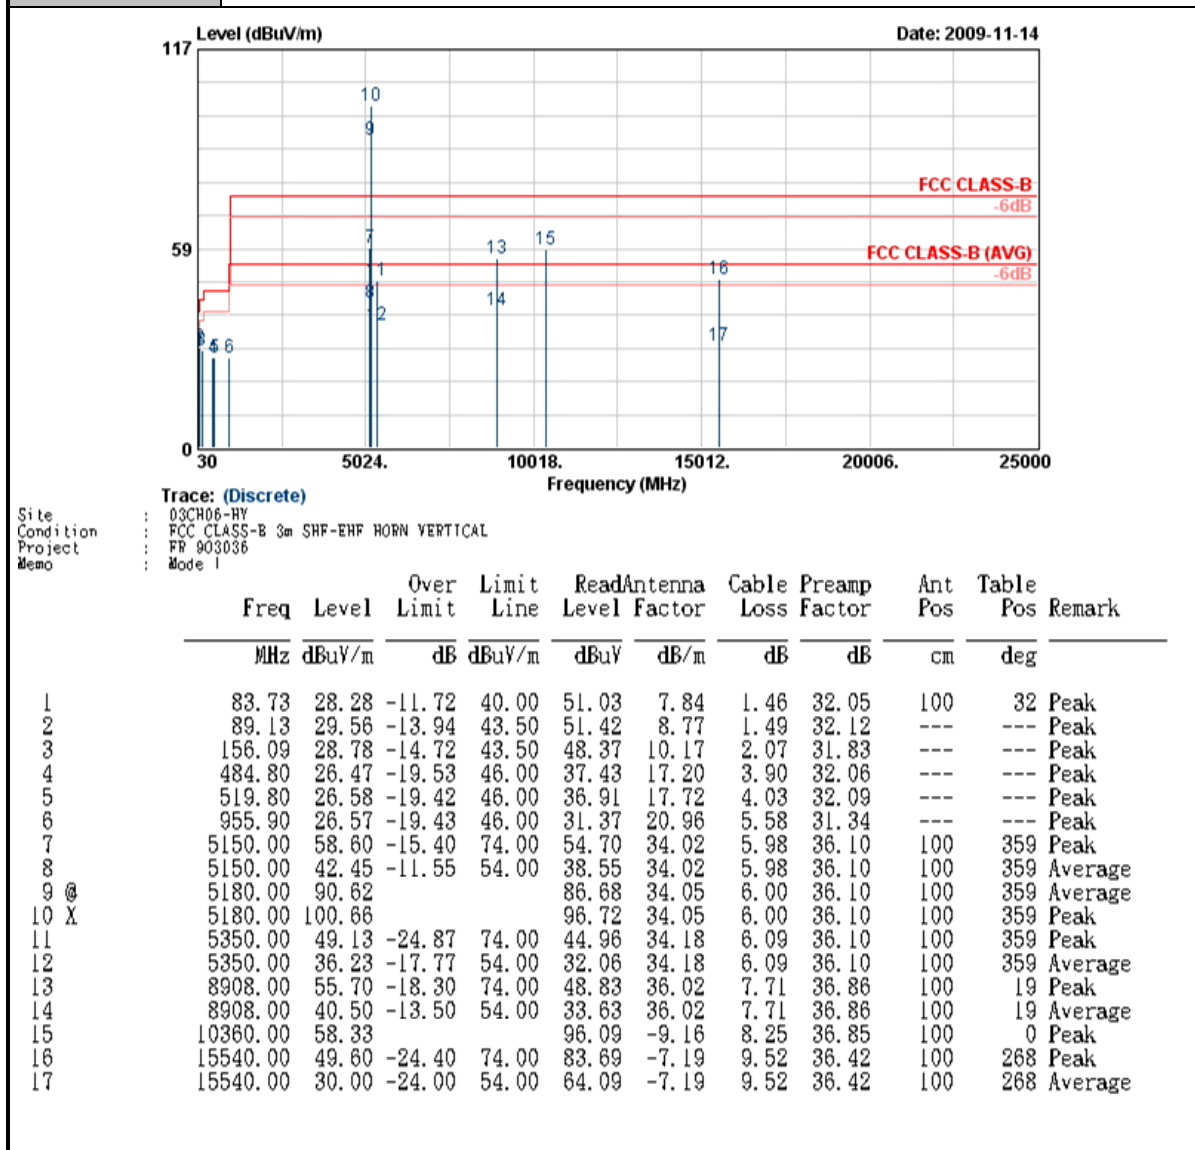 Level (dBuV/m) Date: 2009-11-14
117
10
9
FCC CLASS-B
-6dB
7 13 15
59
FCC CLASS-B (AVG)
11 16 -6dB
8 14
12
17
6
0
30 5024. 10018. 15012. 20006. 25000
Frequency (MHz)
Trace: (Discrete)
Site : 03CH06-HY
Condition : FCC CLASS-B 3m SHF-EHF HORN VERTICAL
Project : FR 903036
Memo : Mode 1
Over Limit ReadAntenna Cable Preamp Ant Table
Freq Level Limit Line Level Factor Loss Factor Pos Pos Remark
MHz dBuV/m dB dBuV/m dBuV dB/m dB dB cm deg
1 83.73 28.28 -11.72 40.00 51.03 7.84 1.46 32.05 100 32 Peak
2 89.13 29.56 -13.94 43.50 51.42 8.77 1.49 32.12 --- --- Peak
3 156.09 28.78 -14.72 43.50 48.37 10.17 2.07 31.83 --- --- Peak
4 484.80 26.47 -19.53 46.00 37.43 17.20 3.90 32.06 --- --- Peak
5 519.80 26.58 -19.42 46.00 36.91 17.72 4.03 32.09 --- --- Peak
6 955.90 26.57 -19.43 46.00 31.37 20.96 5.58 31.34 --- --- Peak
7 5150.00 58.60 -15.40 74.00 54.70 34.02 5.98 36.10 100 359 Peak
8 5150.00 42.45 -11.55 54.00 38.55 34.02 5.98 36.10 100 359 Average
9 @ 5180.00 90.62 86.68 34.05 6.00 36.10 100 359 Average
10 X 5180.00 100.66 96.72 34.05 6.00 36.10 100 359 Peak
11 5350.00 49.13 -24.87 74.00 44.96 34.18 6.09 36.10 100 359 Peak
12 5350.00 36.23 -17.77 54.00 32.06 34.18 6.09 36.10 100 359 Average
13 8908.00 55.70 -18.30 74.00 48.83 36.02 7.71 36.86 100 19 Peak
14 8908.00 40.50 -13.50 54.00 33.63 36.02 7.71 36.86 100 19 Average
15 10360.00 58.33 96.09 -9.16 8.25 36.85 100 0 Peak
16 15540.00 49.60 -24.40 74.00 83.69 -7.19 9.52 36.42 100 268 Peak
17 15540.00 30.00 -24.00 54.00 64.09 -7.19 9.52 36.42 100 268 Average